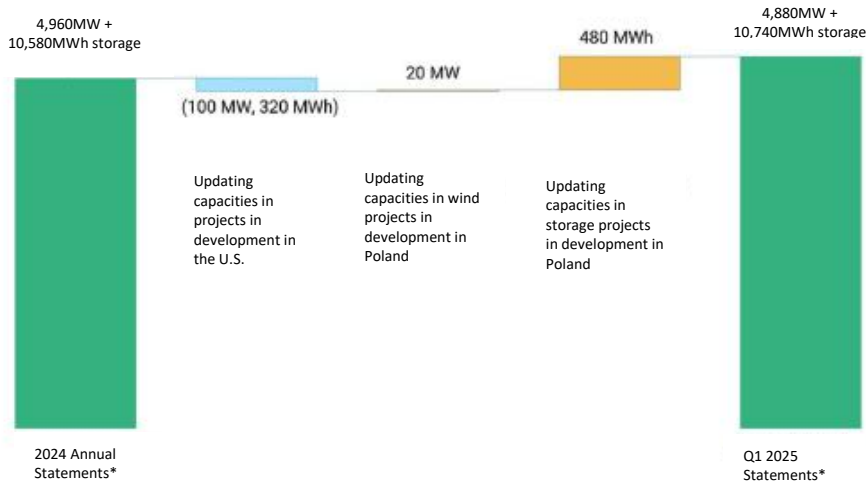 4,960MW +
10,580MWh storage
(100 MW, 320 MWh)
20 MW
480 MWh
4,880MW +
10,740MWh storage
Updating
capacities in
projects in
development in
the U.S.
Updating
capacities in wind
projects in
development in
Poland
Updating
capacities in
storage projects
in development in
Poland
2024 Annual
Statements*
Q1 2025
Statements*